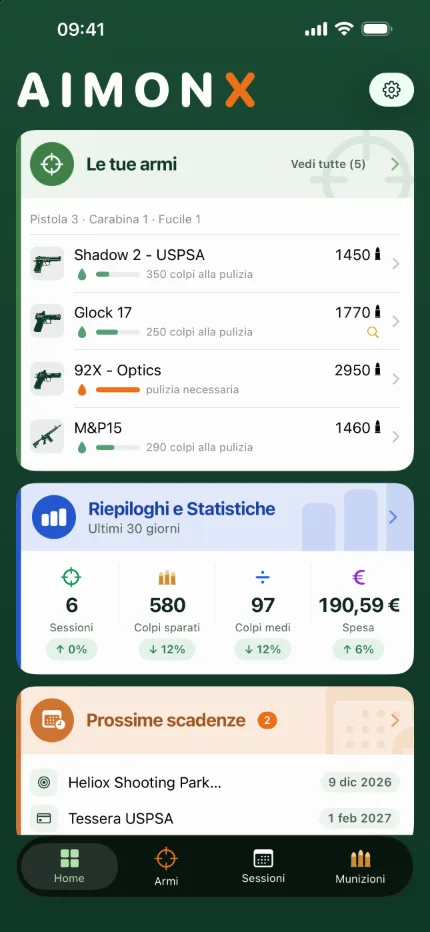 09:41
AIMONX
Le tue armi
Vedi tutte (5)
Pistola 3 · Carabina 1 · Fucile 1
Shadow 2 - USPSA
1450
350 colpi alla pulizia
Glock 17
1770
250 colpi alla pulizia
92X - Optics
2950
pulizia necessaria
M&P15
1460
290 colpi alla pulizia
Riepiloghi e Statistiche
Ultimi 30 giorni
6
580
97
190,59 €
Sessioni
Colpi sparati
Colpi medi
Spesa
↑ 0%
↓ 12%
↓ 12%
↑ 6%
Prossime scadenze 2
Heliox Shooting Park...
9 dic 2026
Tessera USPSA
1 feb 2027
Home
Armi
Sessioni
Munizioni